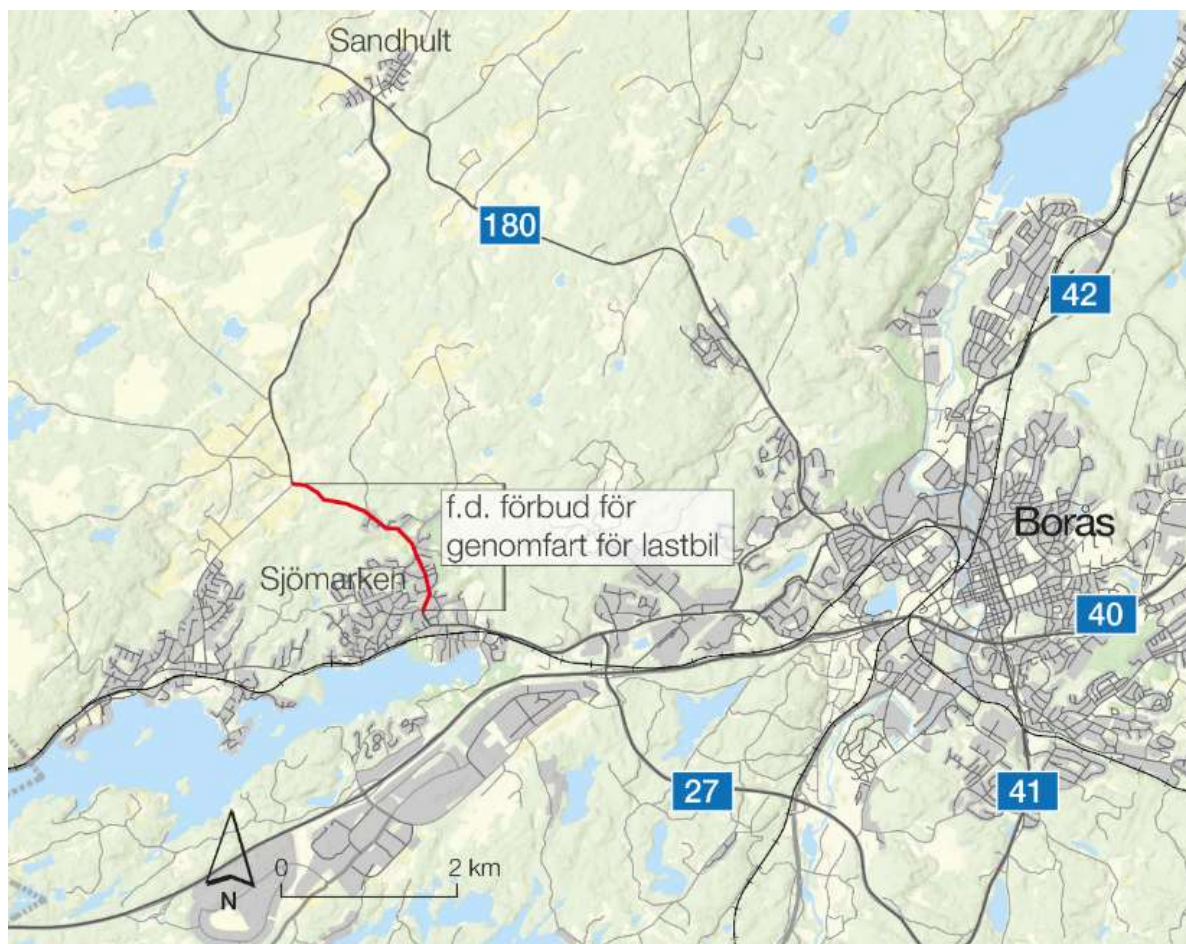 Sandhult
180
42
f.d. förbud för
genomfart för lastbil
Borås
Sjömarken
40
27
41
0 2 km
N